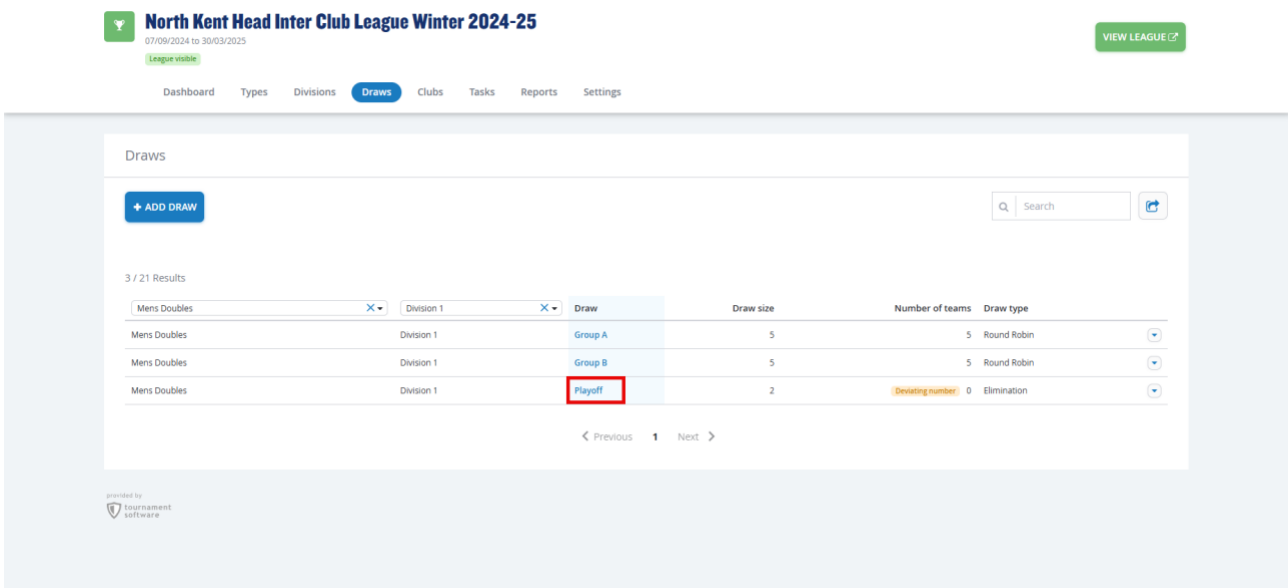 North Kent Head Inter Club League Winter 2024-25
07/09/2024 to 30/03/2025
League visible
VIEW LEAGUE
Dashboard Types Divisions Draws Clubs Tasks Reports Settings
Draws
+ ADD DRAW
Search
3 / 21 Results
Mens Doubles Division 1 Draw Draw size Number of teams Draw type
Mens Doubles Division 1 Group A 5 5 Round Robin
Mens Doubles Division 1 Group B 5 5 Round Robin
Mens Doubles Division 1 Playoff 2 Deviating number 0 Elimination
Previous 1 Next
provided by
tournament
software